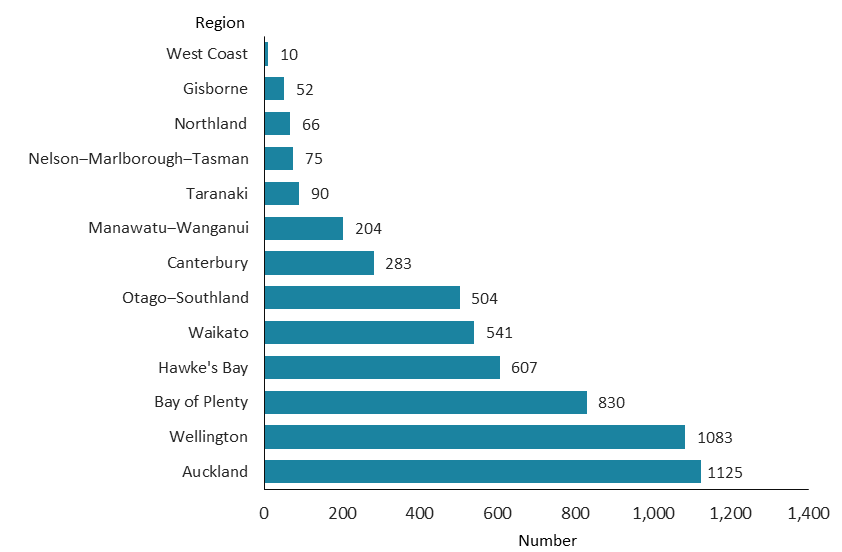 Region
West Coast 10
Gisborne 52
Northland 66
Nelson–Marlborough–Tasman 75
Taranaki 90
Manawatu–Wanganui 204
Canterbury 283
Otago–Southland 504
Waikato 541
Hawke's Bay 607
Bay of Plenty 830
Wellington 1083
Auckland 1125
0 200 400 600 800 1,000 1,200 1,400
Number